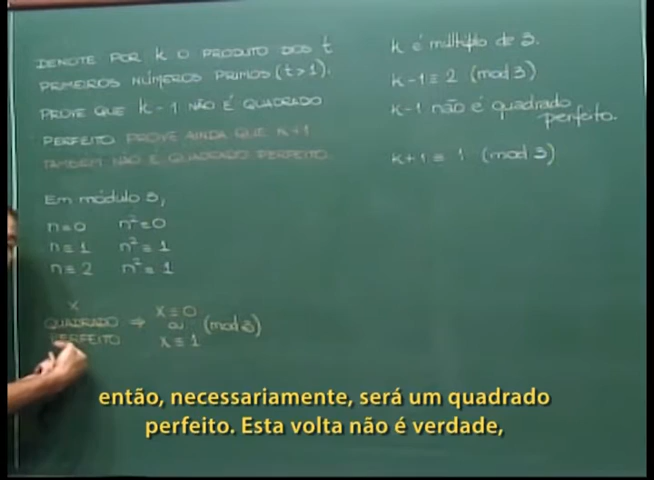 DENOTE POR K O PRODUTO DOS t
PRIMEIROS NÚMEROS PRIMOS (t>1).
PROVE QUE K-1 NÃO É QUADRADO
PERFEITO PROVE AINDA QUE K+1
TAMBÉM NÃO É QUADRADO PERFEITO.
Em módulo 3,
n≡0 n²≡0
n≡1 n²≡1
n≡2 n²≡1
x
QUADRADO
PERFEITO ⇒ x≡0 ou x≡1 (mod 3)
K é múltiplo de 3.
K-1 ≡ 2 (mod 3)
K-1 não é quadrado
perfeito.
K+1 ≡ 1 (mod 3)
então, necessariamente, será um quadrado
perfeito. Esta volta não é verdade,